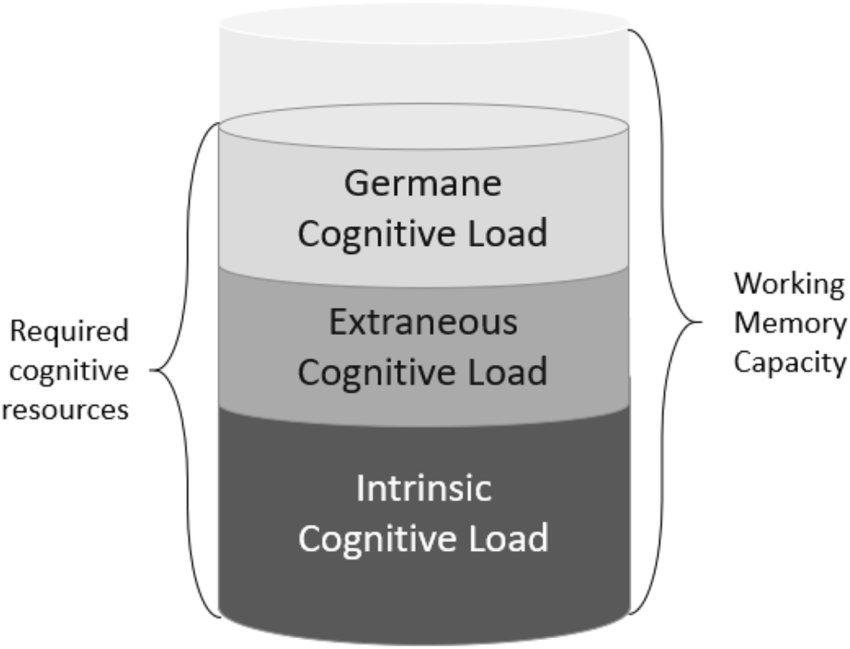 Germane
Cognitive Load
Extraneous
Cognitive Load
Intrinsic
Cognitive Load
Required
cognitive
resources
Working
Memory
Capacity